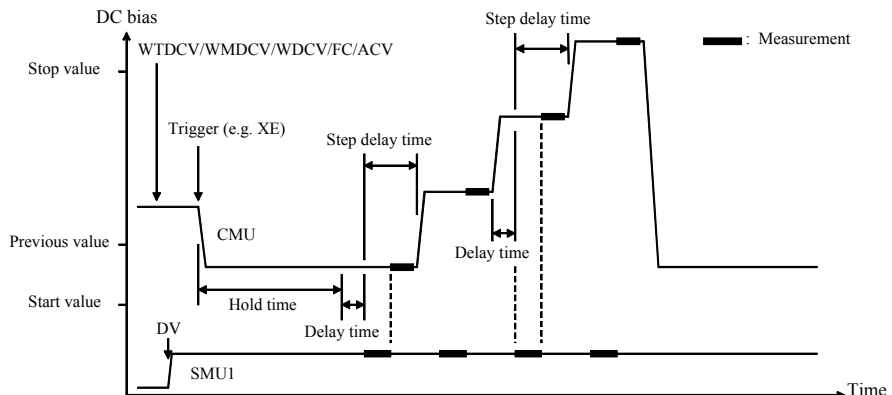 DC bias
Step delay time
: Measurement
WTDCV/WMDCV/WDCV/FC/ACV
Stop value
Trigger (e.g. XE)
Step delay time
CMU
Previous value
Delay time
Hold time
Start value
Delay time
DV
SMU1
Time